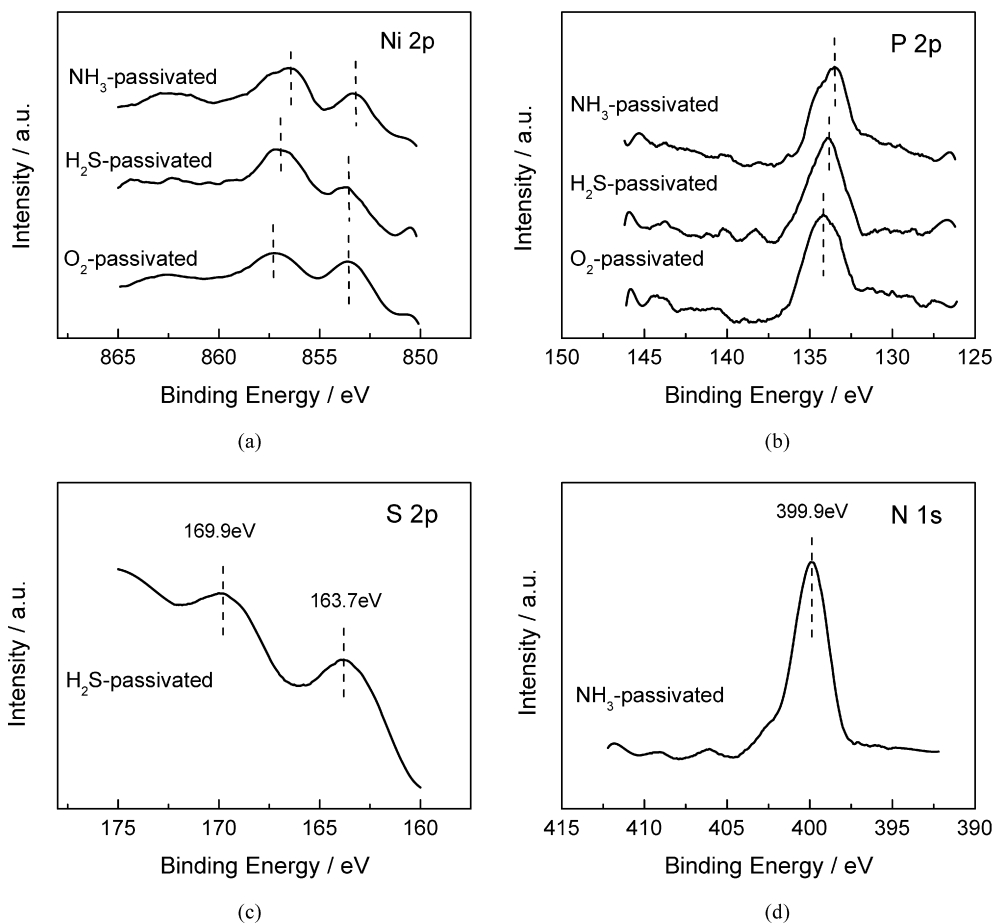 Ni 2p
NH3-passivated
H2S-passivated
O2-passivated
Intensity / a.u.
865 860 855 850
Binding Energy / eV
(a)
P 2p
NH3-passivated
H2S-passivated
O2-passivated
Intensity / a.u.
150 145 140 135 130 125
Binding Energy / eV
(b)
S 2p
169.9eV
163.7eV
H2S-passivated
Intensity / a.u.
175 170 165 160
Binding Energy / eV
(c)
399.9eV
N 1s
NH3-passivated
Intensity / a.u.
415 410 405 400 395 390
Binding Energy / eV
(d)